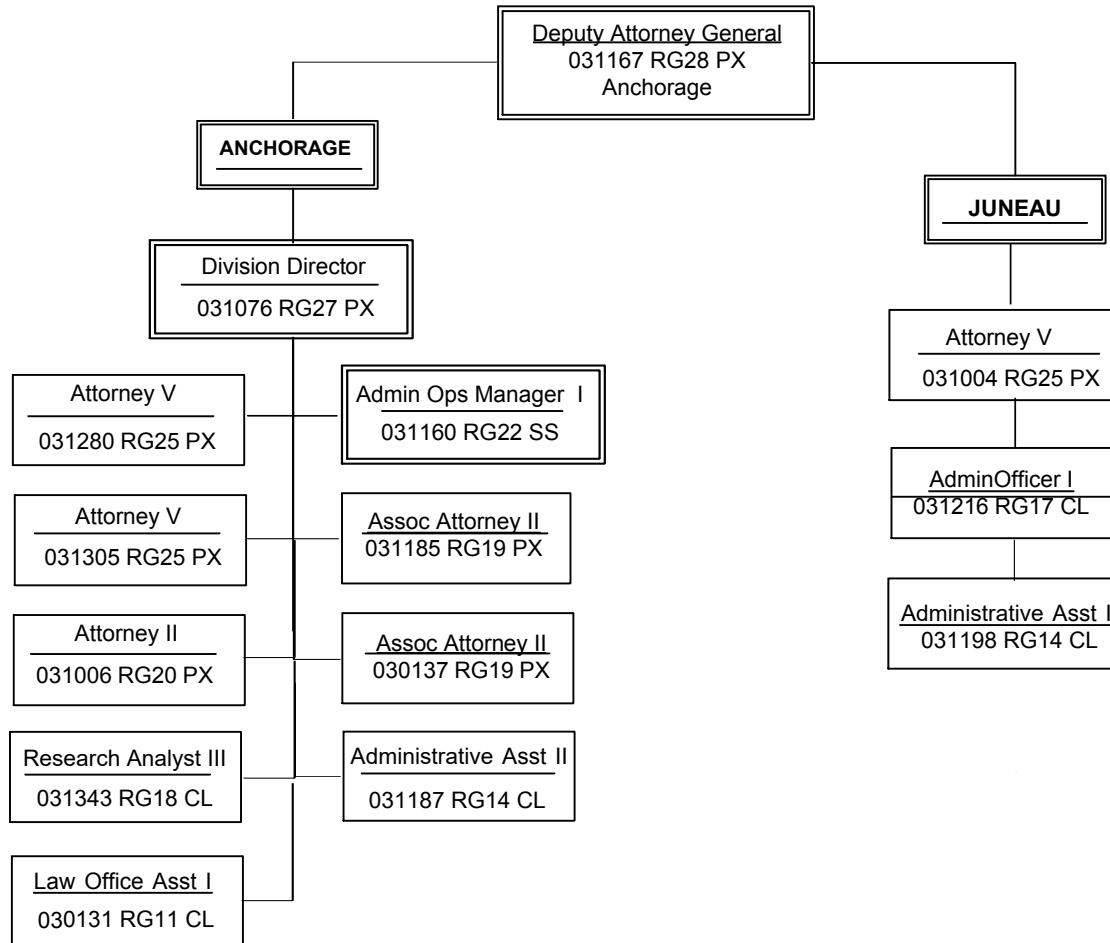 Deputy Attorney General
031167 RG28 PX
Anchorage
ANCHORAGE
Division Director
031076 RG27 PX
Attorney V
031280 RG25 PX
Admin Ops Manager I
031160 RG22 SS
Attorney V
031305 RG25 PX
Assoc Attorney II
031185 RG19 PX
Attorney II
031006 RG20 PX
Assoc Attorney II
030137 RG19 PX
Research Analyst III
031343 RG18 CL
Administrative Asst II
031187 RG14 CL
Law Office Asst I
030131 RG11 CL
JUNEAU
Attorney V
031004 RG25 PX
AdminOfficer I
031216 RG17 CL
Administrative Asst I
031198 RG14 CL